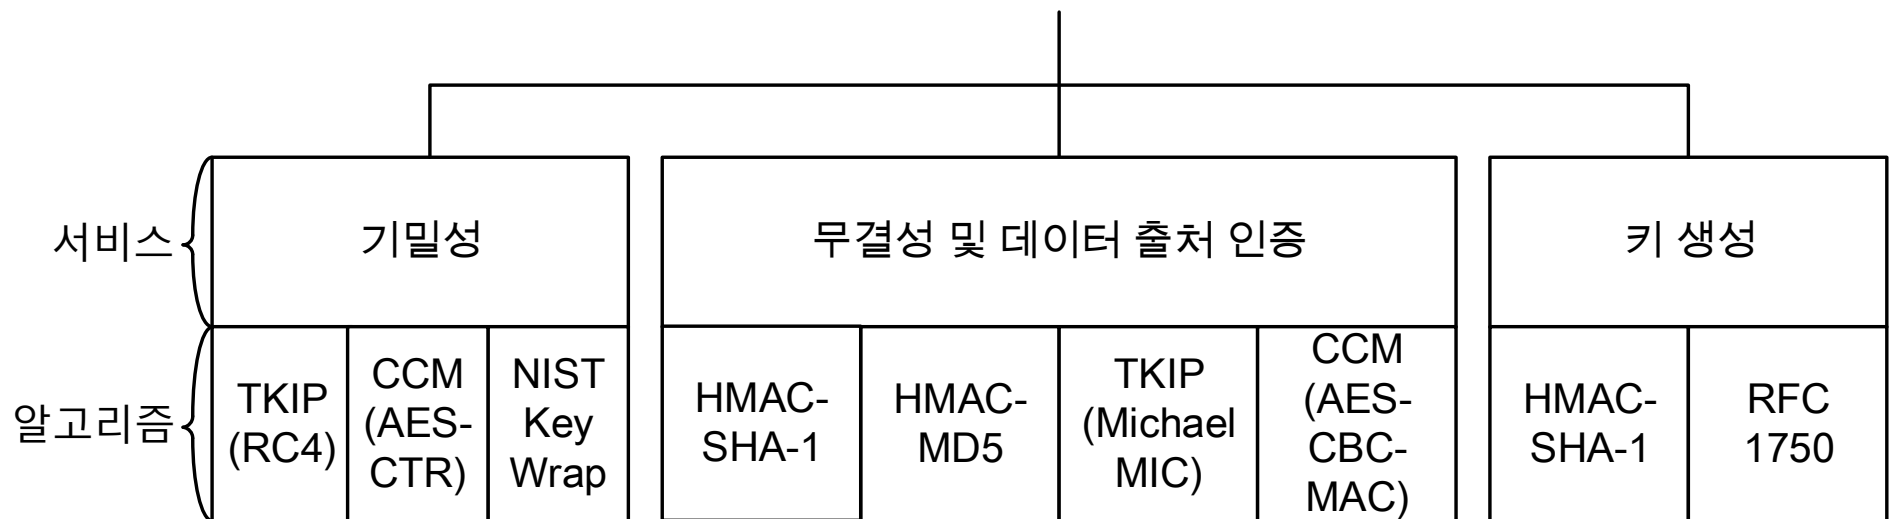 서비스
기밀성
무결성 및 데이터 출처 인증
키 생성
알고리즘
TKIP
(RC4)
CCM
(AES-
CTR)
NIST
Key
Wrap
HMAC-
SHA-1
HMAC-
MD5
TKIP
(Michael
MIC)
CCM
(AES-
CBC-
MAC)
HMAC-
SHA-1
RFC
1750